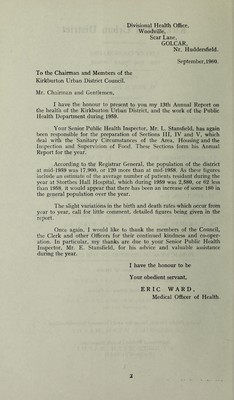 Divisional Health Office,
Woodville,
Scar Lane,
GOLCAR,
Nr. Huddersfield.
September, 1960.
To the Chairman and Members of the
Kirkburton Urban District Council.
Mr. Chairman and Gentlemen,
I have the honour to present to you my 13th Annual Report on
the health of the Kirkburton Urban District, and the work of the Public
Health Department during 1959.
Your Senior Public Health Inspector, Mr. L. Stansfield, has again
been responsible for the preparation of Sections III, IV and V, which
deal with the Sanitary Circumstances of the Area, Housing and the
Inspection and Supervision of Food. These Sections form his Annual
Report for the year.
According to the Registrar General, the population of the district
at mid-1959 was 17,900, or 120 more than at mid-1958. As these figures
include an estimate of the average number of patients resident during the
year at Storthes Hall Hospital, which during 1959 was 2,580, or 62 less
than 1958, it would appear that there has been an increase of some 180 in
the general population over the year.
The slight variations in the birth and death rates which occur from
year to year, call for little comment, detailed figures being given in the
report.
Once again, I would like to thank the members of the Council,
the Clerk and other Officers for their continued kindness and co-oper-
ation. In particular, my thanks are due to your Senior Public Health
Inspector, Mr. E. Stansfield, for his advice and valuable assistance
during the year.
I have the honour to be
Your obedient servant,
ERIC WARD,
Medical Officer of Health
2